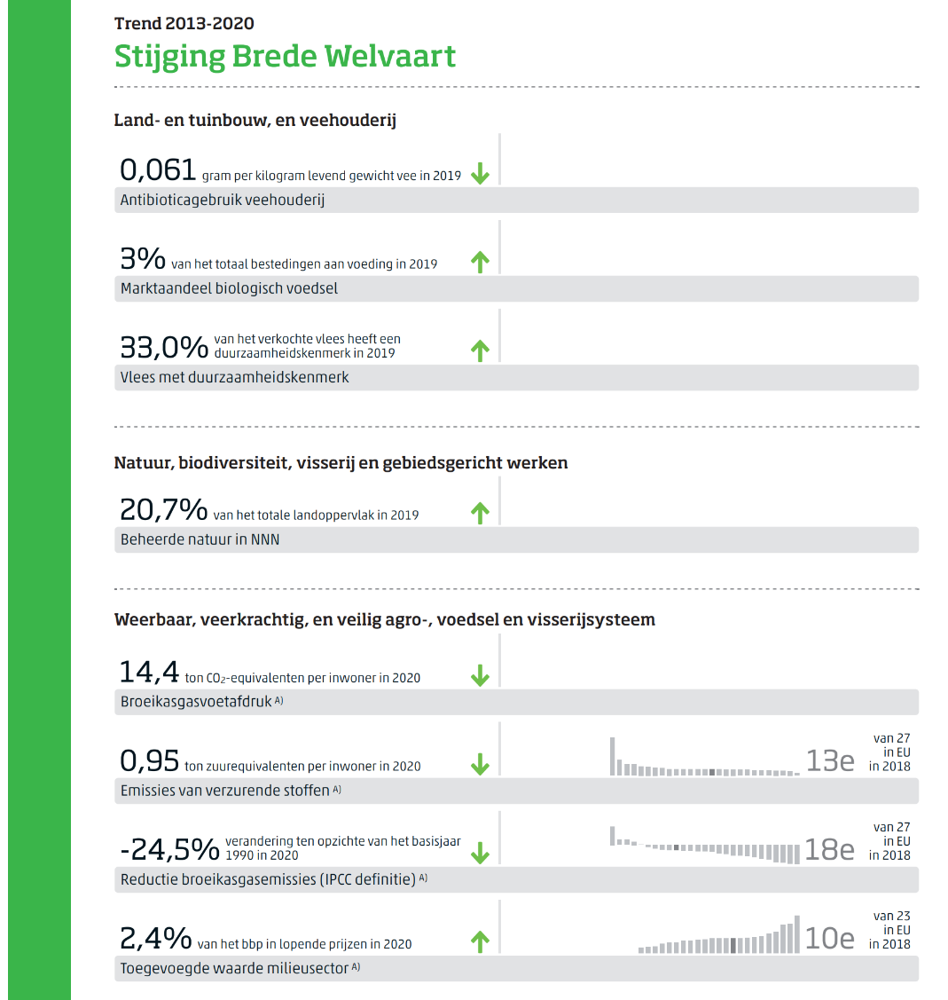 Trend 2013-2020
Stijging Brede Welvaart
Land- en tuinbouw, en veehouderij
0,061 gram per kilogram levend gewicht vee in 2019
Antibioticagebruik veehouderij
3% van het totaal bestedingen aan voeding in 2019
Marktaandeel biologisch voedsel
33,0% van het verkochte vlees heeft een
duurzaamheidskenmerk in 2019
Vlees met duurzaamheidskenmerk
Natuur, biodiversiteit, visserij en gebiedsgericht werken
20,7% van het totale landoppervlak in 2019
Beheerde natuur in NNN
Weerbaar, veerkrachtig, en veilig agro-, voedsel en visserijsysteem
14,4 ton CO₂-equivalenten per inwoner in 2020
Broeikasgasvoetafdruk A)
0,95 ton zuurequivalenten per inwoner in 2020
13e
van 27
in EU
in 2018
Emissies van verzurende stoffen A)
-24,5% verandering ten opzichte van het basisjaar
1990 in 2020
18e
van 27
in EU
in 2018
Reductie broeikasgasemissies (IPCC definitie) A)
2,4% van het bbp in lopende prijzen in 2020
10e
van 23
in EU
in 2018
Toegevoegde waarde milieusector A)